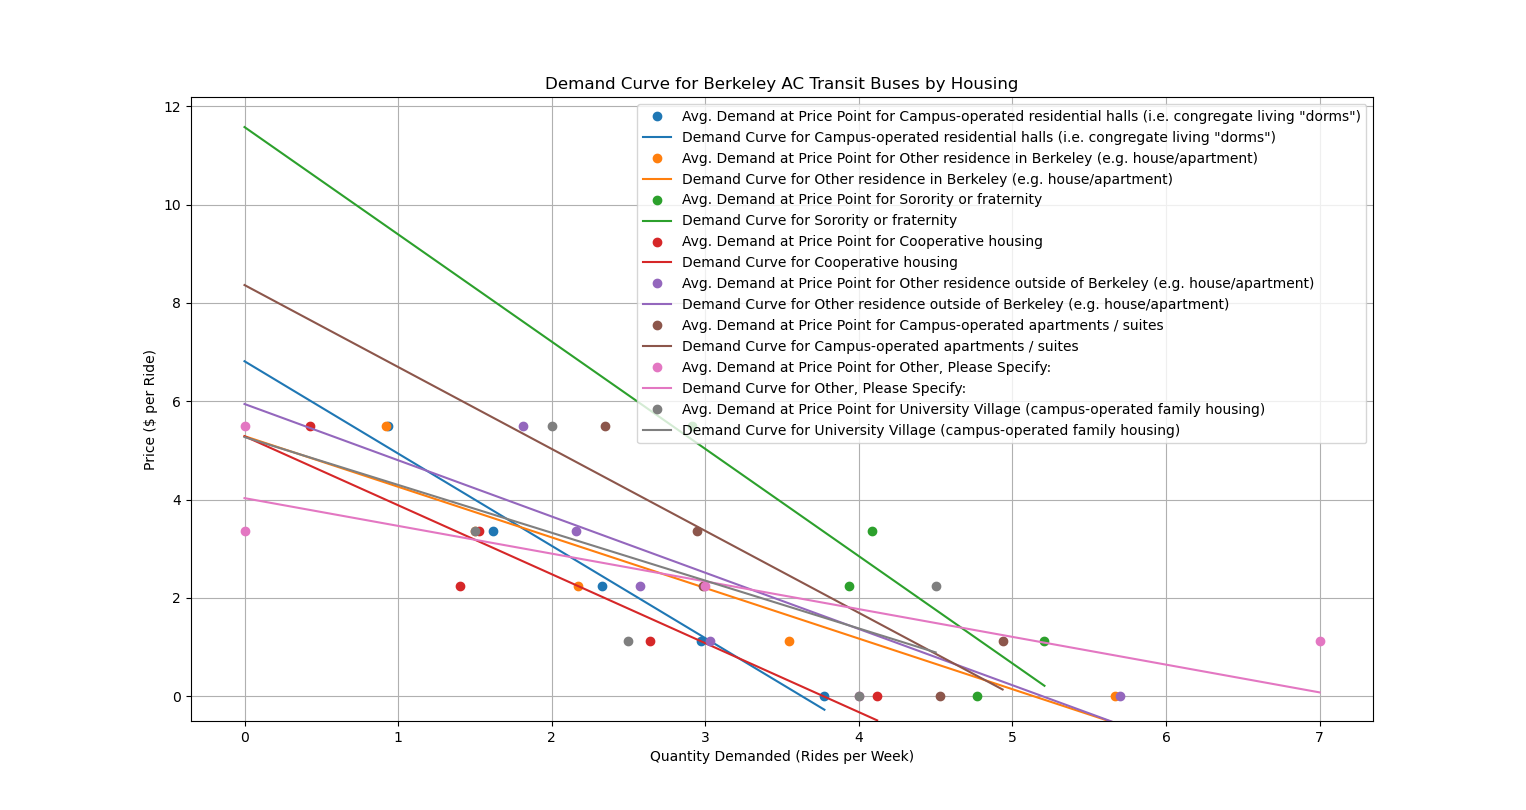 Demand Curve for Berkeley AC Transit Buses by Housing
12
10
8
6
4
2
0
Price ($ per Ride)
Avg. Demand at Price Point for Campus-operated residential halls (i.e. congregate living "dorms")
Demand Curve for Campus-operated residential halls (i.e. congregate living "dorms")
Avg. Demand at Price Point for Other residence in Berkeley (e.g. house/apartment)
Demand Curve for Other residence in Berkeley (e.g. house/apartment)
Avg. Demand at Price Point for Sorority or fraternity
Demand Curve for Sorority or fraternity
Avg. Demand at Price Point for Cooperative housing
Demand Curve for Cooperative housing
Avg. Demand at Price Point for Other residence outside of Berkeley (e.g. house/apartment)
Demand Curve for Other residence outside of Berkeley (e.g. house/apartment)
Avg. Demand at Price Point for Campus-operated apartments / suites
Demand Curve for Campus-operated apartments / suites
Avg. Demand at Price Point for Other, Please Specify:
Demand Curve for Other, Please Specify:
Avg. Demand at Price Point for University Village (campus-operated family housing)
Demand Curve for University Village (campus-operated family housing)
0 1 2 3 4 5 6 7
Quantity Demanded (Rides per Week)